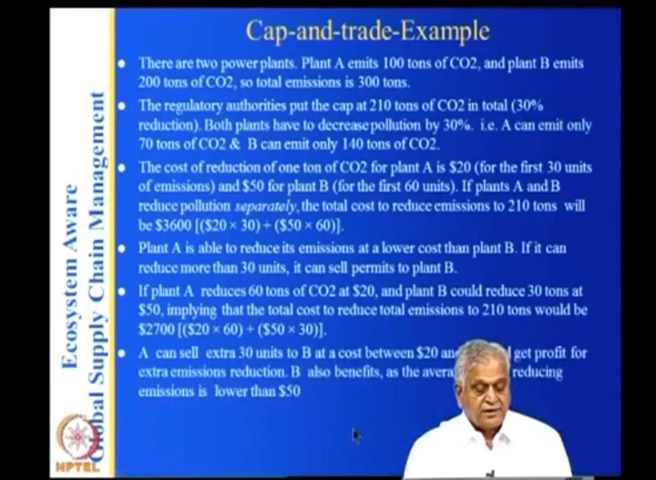 Cap-and-trade-Example
There are two power plants. Plant A emits 100 tons of CO2, and plant B emits
200 tons of CO2, so total emissions is 300 tons.
The regulatory authorities put the cap at 210 tons of CO2 in total (30%
reduction). Both plants have to decrease pollution by 30%. i.e. A can emit only
70 tons of CO2 & B can emit only 140 tons of CO2.
The cost of reduction of one ton of CO2 for plant A is $20 (for the first 30 units
of emissions) and $50 for plant B (for the first 60 units). If plants A and B
reduce pollution separately, the total cost to reduce emissions to 210 tons will
be $3600 [($20 × 30) + ($50 × 60)].
Plant A is able to reduce its emissions at a lower cost than plant B. If it can
reduce more than 30 units, it can sell permits to plant B.
If plant A reduces 60 tons of CO2 at $20, and plant B could reduce 30 tons at
$50, implying that the total cost to reduce total emissions to 210 tons would be
$2700 [($20 × 60) + ($50 × 30)].
A can sell extra 30 units to B at a cost between $20 and get profit for
extra emissions reduction. B also benefits, as the reducing
emissions is lower than $50
Ecosystem Aware
Global Supply Chain Management
NPTEL